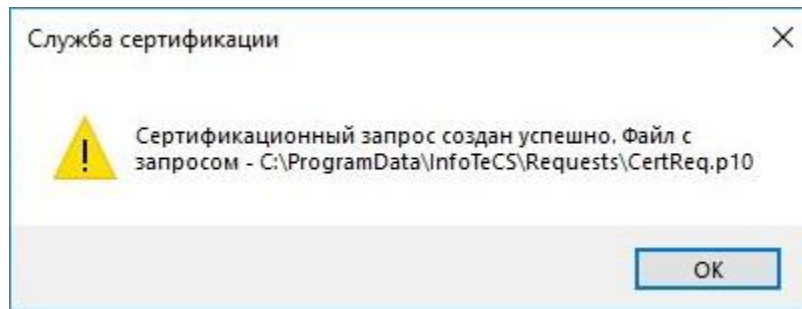 Служба сертификации
Сертификационный запрос создан успешно. Файл с
запросом - C:\ProgramData\InfoTeCS\Requests\CertReq.p10
OK